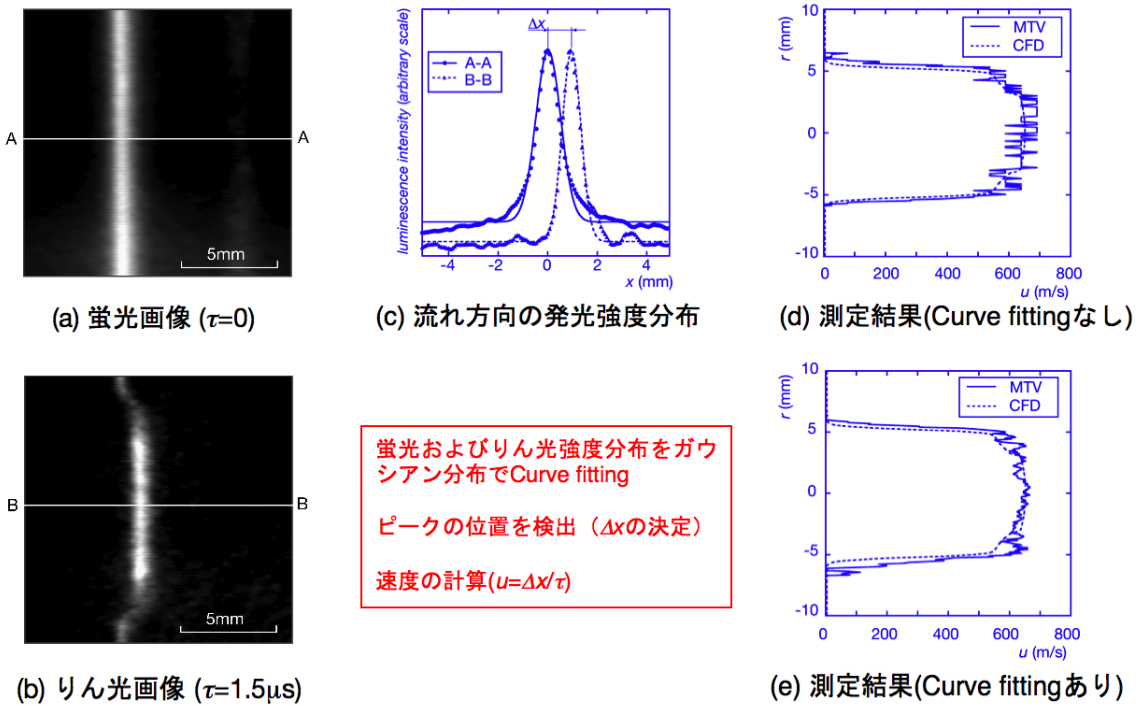 A
A
5mm
(a) 蛍光画像 (τ=0)
B
B
5mm
(b) りん光画像 (τ=1.5μs)
Δx
A-A
B-B
luminescence intensity (arbitrary scale)
-4
-2
0
2
4
x (mm)
(c) 流れ方向の発光強度分布
蛍光およびりん光強度分布をガウ
シアン分布でCurve fitting
ピークの位置を検出（Δxの決定）
速度の計算(u=Δx/τ)
10
5
0
-5
-10
r (mm)
MTV
CFD
0
200
400
600
800
u (m/s)
(d) 測定結果(Curve fittingなし)
10
5
0
-5
-10
r (mm)
MTV
CFD
0
200
400
600
800
u (m/s)
(e) 測定結果(Curve fittingあり)